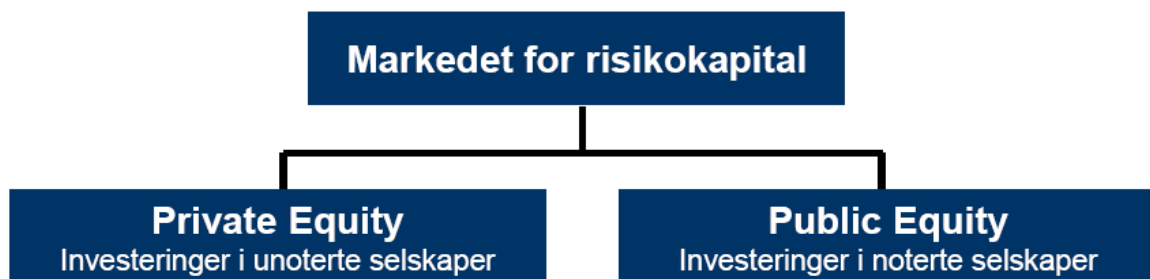 Markedet for risikokapital
Private Equity
Investeringer i unoterte selskaper
Public Equity
Investeringer i noterte selskaper